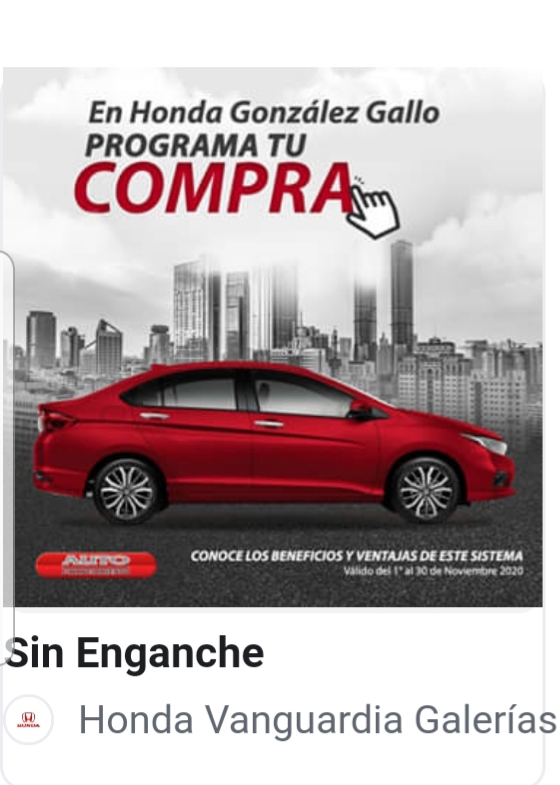 En Honda González Gallo
PROGRAMA TU
COMPRA
AUTO
CONOCE LOS BENEFICIOS Y VENTAJAS DE ESTE SISTEMA
Válido del 1° al 30 de Noviembre 2020
Sin Enganche
HONDA
Honda Vanguardia Galerías